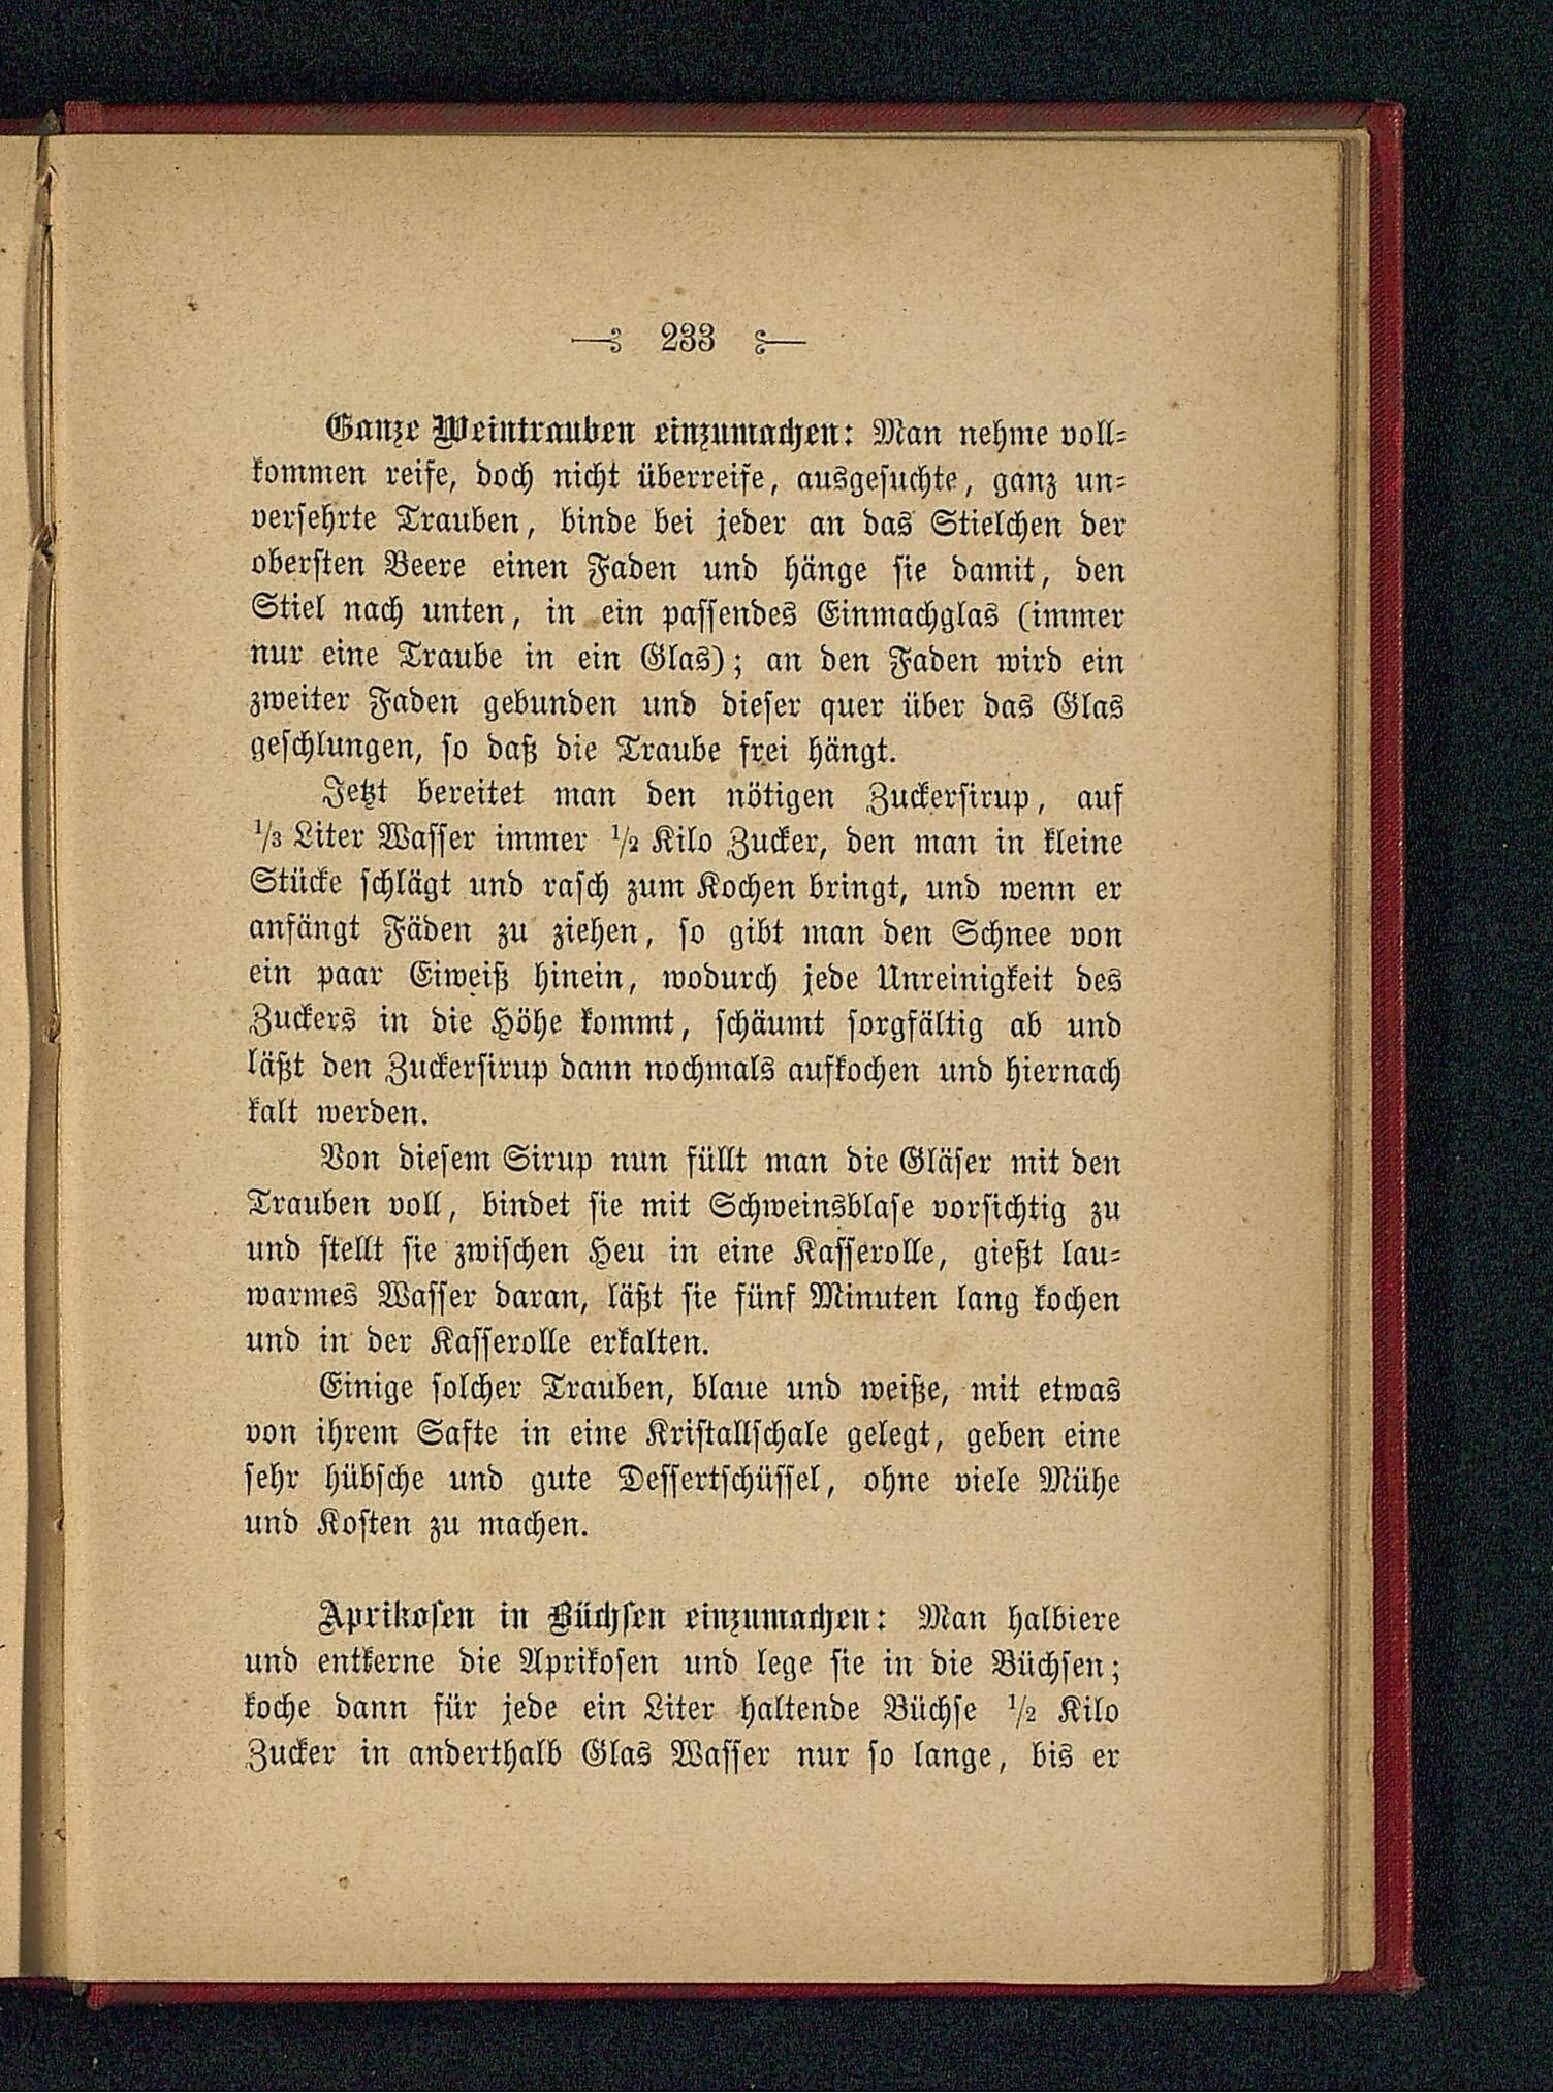 233
Ganze Weintrauben einzumachen: Man nehme voll-
kommen reife, doch nicht überreife, ausgesuchte, ganz un-
versehrte Trauben, binde bei jeder an das Stielchen der
obersten Beere einen Faden und hänge sie damit, den
Stiel nach unten, in ein passendes Einmachglas (immer
nur eine Traube in ein Glas); an den Faden wird ein
zweiter Faden gebunden und dieser quer über das Glas
geschlungen, so daß die Traube frei hängt.
Jetzt bereitet man den nötigen Zuckersirup, auf
1/3 Liter Wasser immer 1/2 Kilo Zucker, den man in kleine
Stücke schlägt und rasch zum Kochen bringt, und wenn er
anfängt Fäden zu ziehen, so gibt man den Schnee von
ein paar Eiweiß hinein, wodurch jede Unreinigkeit des
Zuckers in die Höhe kommt, schäumt sorgfältig ab und
läßt den Zuckersirup dann nochmals aufkochen und hiernach
kalt werden.
Von diesem Sirup nun füllt man die Gläser mit den
Trauben voll, bindet sie mit Schweinsblase vorsichtig zu
und stellt sie zwischen Heu in eine Kasserolle, gießt lau-
warmes Wasser daran, läßt sie fünf Minuten lang kochen
und in der Kasserolle erkalten.
Einige solcher Trauben, blaue und weiße, mit etwas
von ihrem Safte in eine Kristallschale gelegt, geben eine
sehr hübsche und gute Dessertschüssel, ohne viele Mühe
und Kosten zu machen.
Aprikosen in Büchsen einzumachen: Man halbiere
und entkerne die Aprikosen und lege sie in die Büchsen;
koche dann für jede ein Liter haltende Büchse 1/2 Kilo
Zucker in anderthalb Glas Wasser nur so lange, bis er